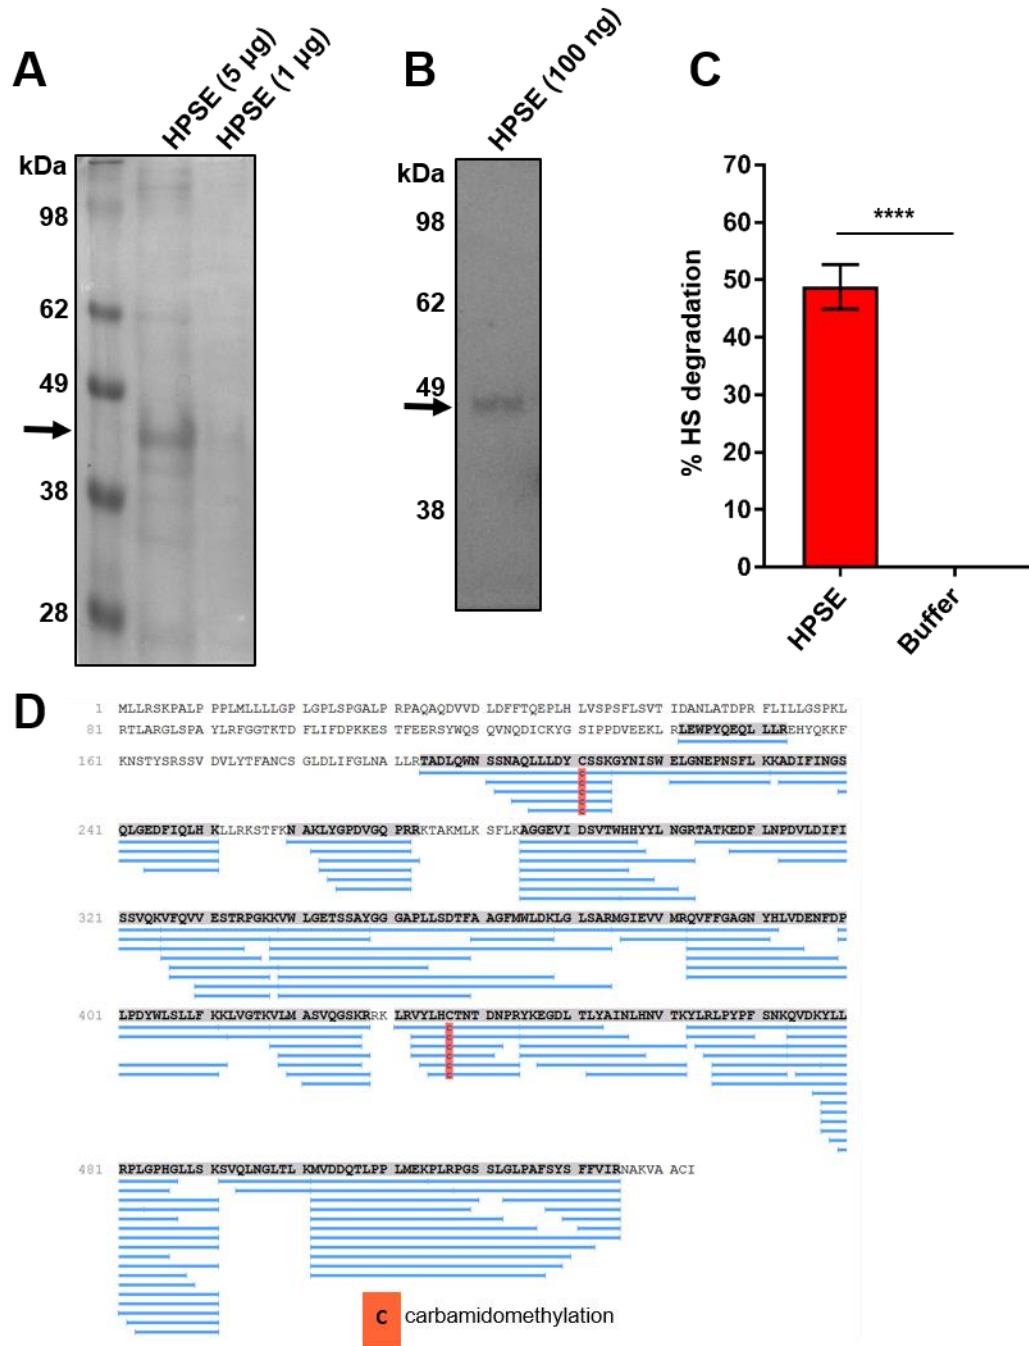 A
HPSE (5 µg)
HPSE (1 µg)
kDa
98
62
49
38
28
B
HPSE (100 ng)
kDa
98
62
49
38
C
% HS degradation
70
60
50
40
30
20
10
0
****
HPSE
Buffer
D
1 MLLRSKPALP PPLMLLLLGP LGPLSPGALP RPAQAQDVVD LDFFTQEPLH LVSPSFLSVT IDANLATDPR FLILLGSPKL
81 RTLARGLSPA YLRFGGTKTD FLIFDPKKES TFEERSYWQS QVNQDICKYG SIPPDVEEKL RLEWPYQEQL LLREHYQKKF
161 KNSTYSRSSV DVLYTFANCS GLDLIFGLNA LLRTADLQWN SSNAQLLLDY CSSKGYNISW ELGNEPNSFL KKADIFINGS
C
C
C
C
C
241 QLGEDFIQLH KLLRKSTFKN AKLYGPDVGQ PRRKTAKMLK SFLKAGGEVI DSVTWHHYYL NGRTATKEDF LNPDVLDIFI
321 SSVQKVFQVV ESTRPGKKVW LGETSSAYGG GAPLLSDTFA AGFMWLDKLG LSARMGIEVV MRQVFFGAGN YHLVDENFDP
401 LPDYWLSLLF KKLVGTKVLM ASVQGSKRRK LRVYLHCTNT DNPRYKEGDL TLYAINLHNV TKYLRLPYPF SNKQVDKYLL
C
C
C
C
C
C
481 RPLGPHGLLS KSVQLNGLTL KMVDDQTLPP LMEKPLRPGS SLGLPAFSYS FFVIRNAKVA ACI
c carbamidomethylation